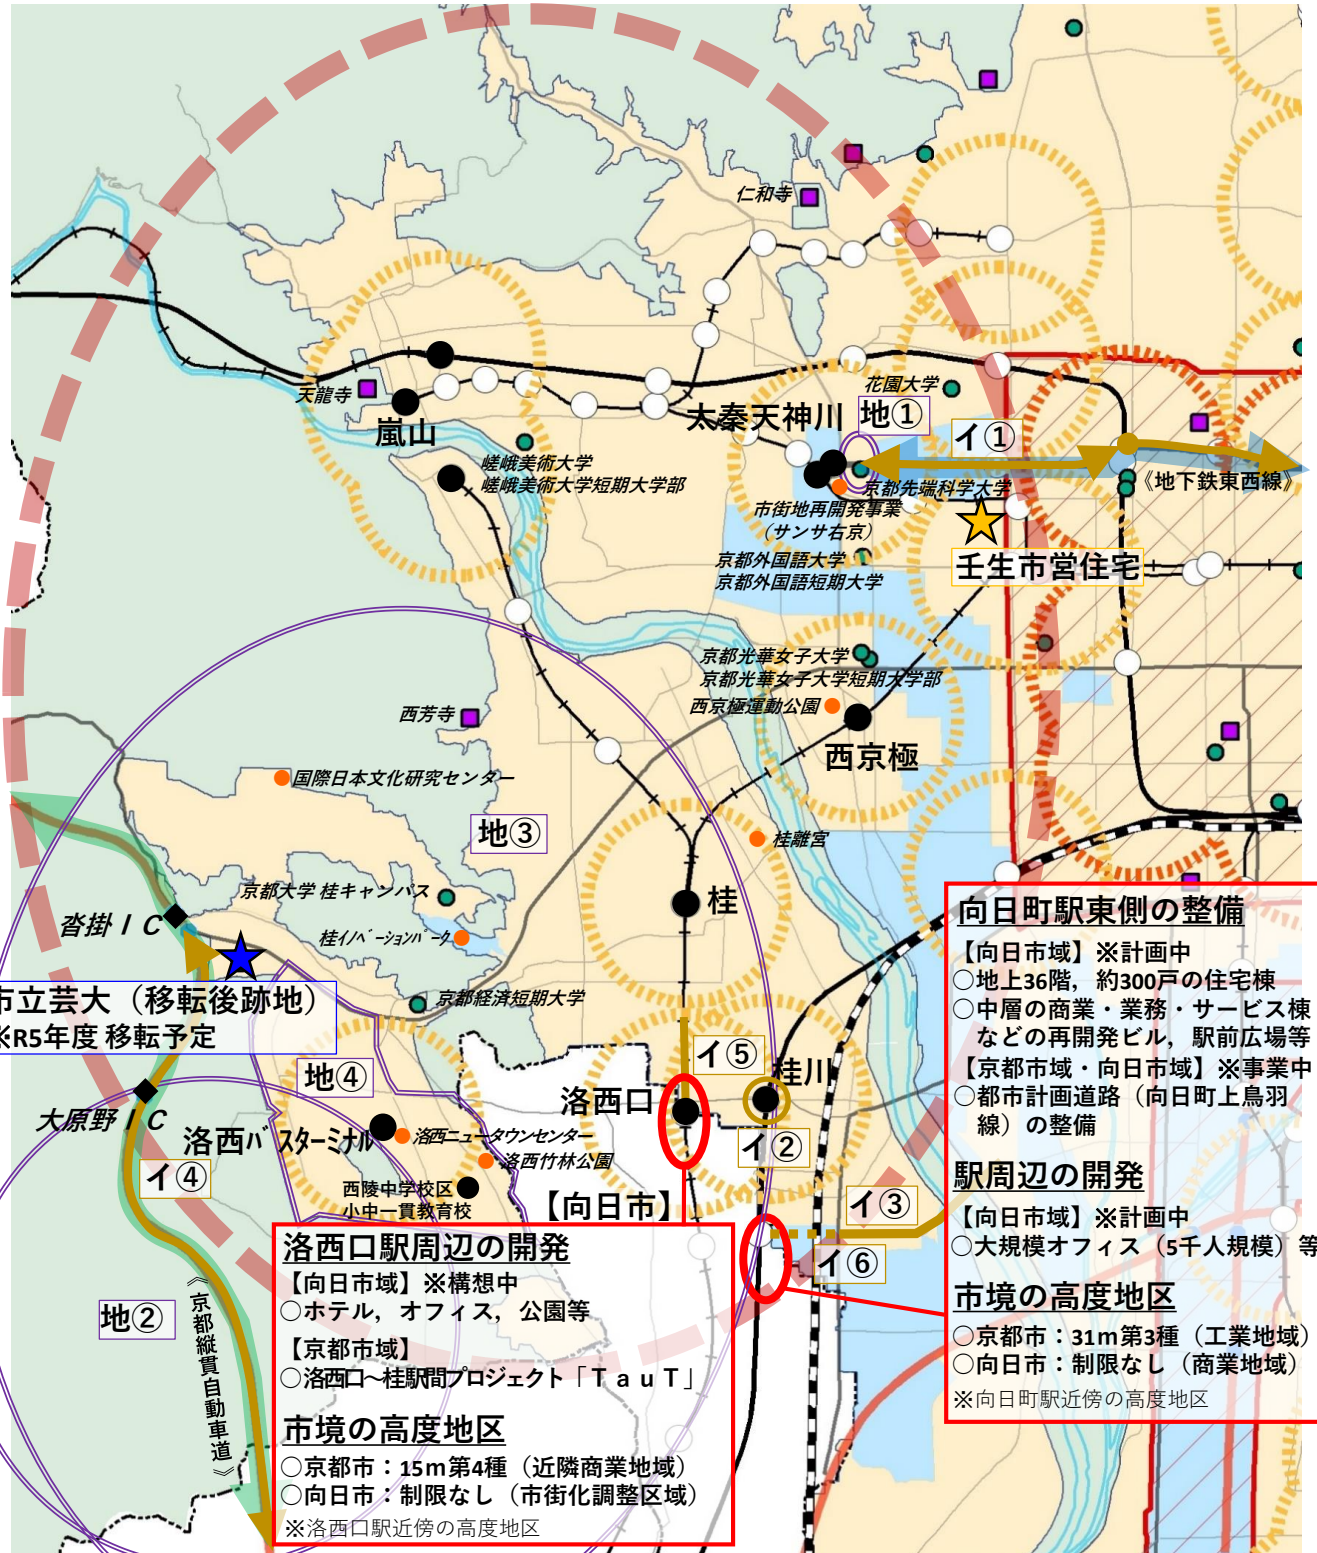 仁和寺
天龍寺
嵐山
嵯峨美術大学
嵯峨美術大学短期大学部
花園大学
太秦天神川
地①
イ①
《地下鉄東西線》
京都先端科学大学
市街地再開発事業
（サンサ右京）
壬生市営住宅
京都外国語大学
京都外国語短期大学
京都光華女子大学
京都光華女子大学短期大学部
西京極運動公園
西京極
西芳寺
国際日本文化研究センター
地③
桂離宮
京都大学 桂キャンパス
桂
沓掛ＩＣ
桂イノベーションパーク
市立芸大（移転後跡地）
※R5年度 移転予定
京都経済短期大学
イ⑤
桂川
地④
洛西口
大原野ＩＣ
洛西バスターミナル
洛西ニュータウンセンター
イ②
洛西竹林公園
イ④
西陵中学校区
小中一貫教育校
【向日市】
イ③
イ⑥
地②
《京都縦貫自動車道》
洛西口駅周辺の開発
【向日市域】※構想中
○ホテル，オフィス，公園等
【京都市域】
○洛西口～桂駅間プロジェクト「ＴａｕＴ」
市境の高度地区
○京都市：15ｍ第4種（近隣商業地域）
○向日市：制限なし（市街化調整区域）
※洛西口駅近傍の高度地区
向日町駅東側の整備
【向日市域】※計画中
○地上36階，約300戸の住宅棟
○中層の商業・業務・サービス棟
などの再開発ビル，駅前広場等
【京都市域・向日市域】※事業中
○都市計画道路（向日町上鳥羽
線）の整備
駅周辺の開発
【向日市域】※計画中
○大規模オフィス（5千人規模）等
市境の高度地区
○京都市：31ｍ第3種（工業地域）
○向日市：制限なし（商業地域）
※向日町駅近傍の高度地区